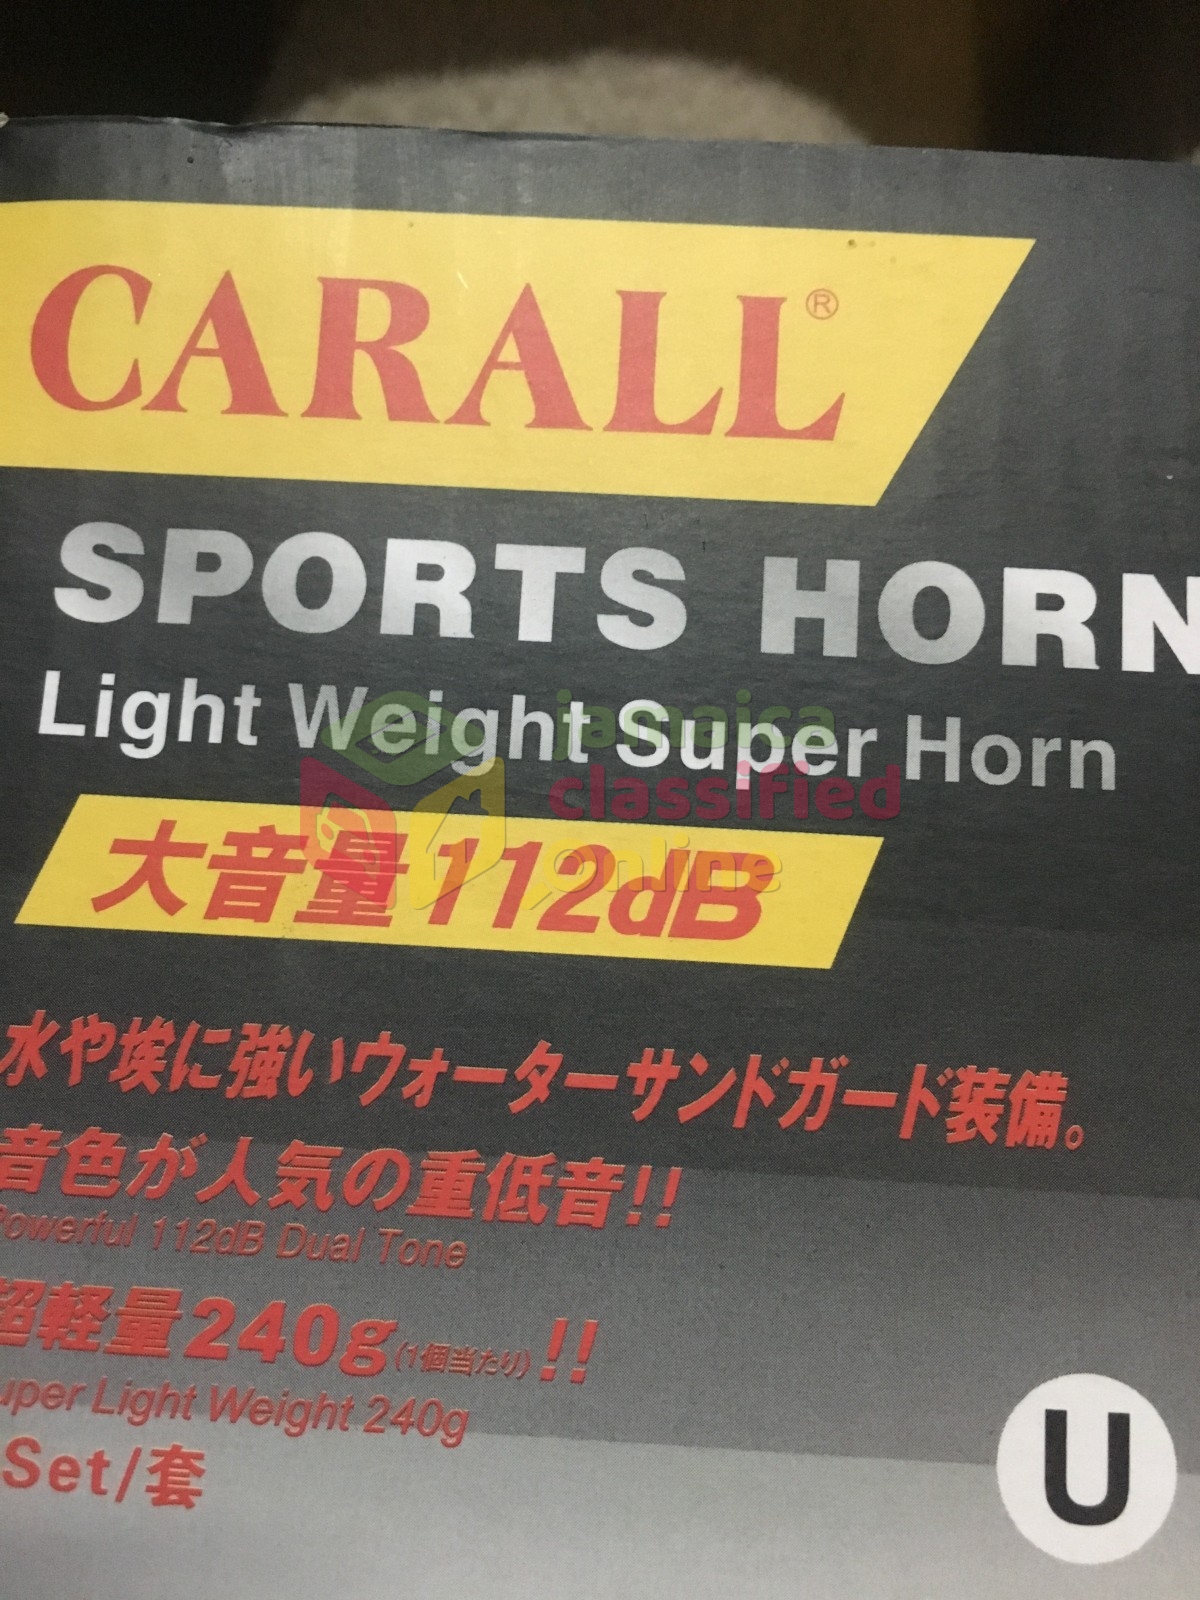 CARALL®
SPORTS HORN
Light Weight Super Horn
jamaica
classified
online
大音量112dB
水や埃に強いウォーターサンドガード装備。
音色が人気の重低音!!
Powerful 112dB Dual Tone
超軽量240g(1個当たり)!!
uper Light Weight 240g
Set/套
U